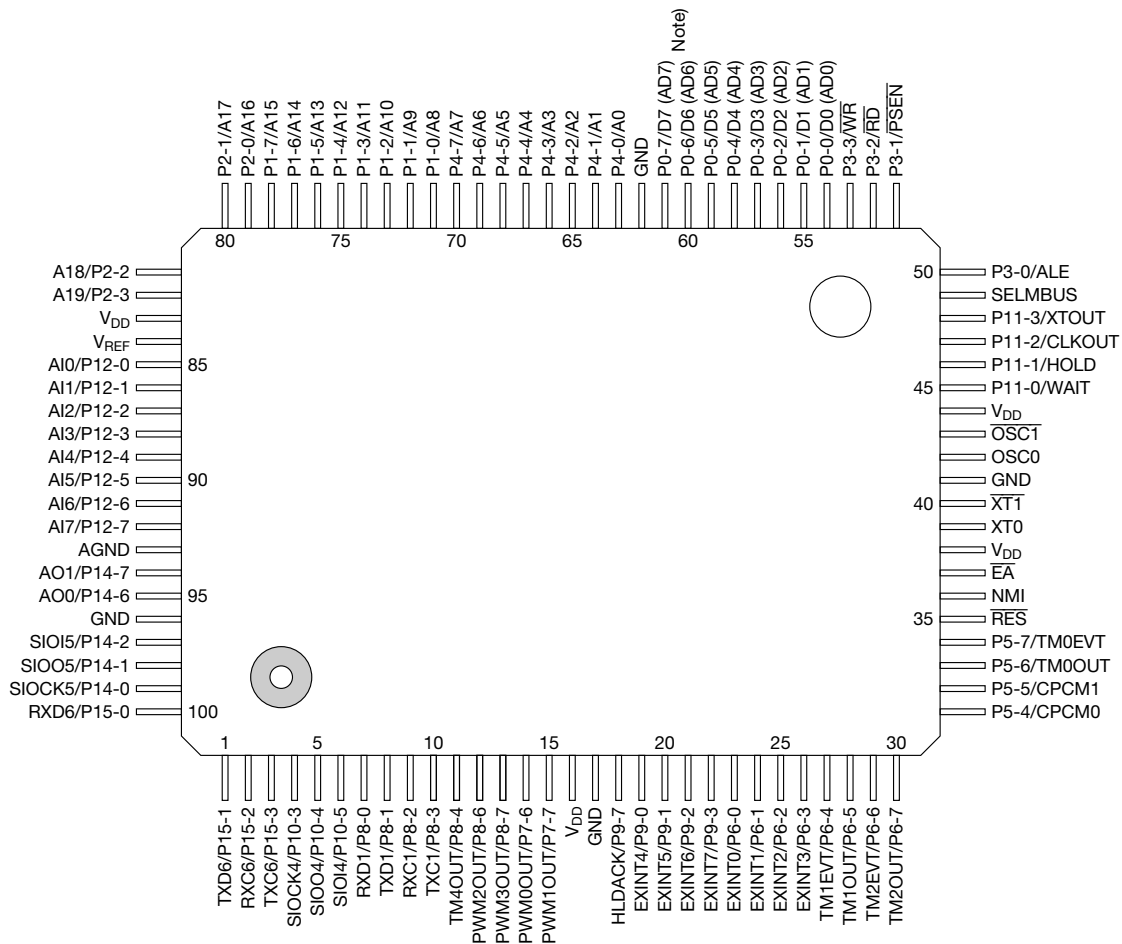 Note)
P2-1/A17
P2-0/A16
P1-7/A15
P1-6/A14
P1-5/A13
P1-4/A12
P1-3/A11
P1-2/A10
P1-1/A9
P1-0/A8
P4-7/A7
P4-6/A6
P4-5/A5
P4-4/A4
P4-3/A3
P4-2/A2
P4-1/A1
P4-0/A0
GND
P0-7/D7 (AD7)
P0-6/D6 (AD6)
P0-5/D5 (AD5)
P0-4/D4 (AD4)
P0-3/D3 (AD3)
P0-2/D2 (AD2)
P0-1/D1 (AD1)
P0-0/D0 (AD0)
P3-3/W̅R̅
P3-2/R̅D̅
P3-1/P̅S̅E̅N̅
80 75 70 65 60 55
A18/P2-2
A19/P2-3
VDD
VREF
AI0/P12-0 85
AI1/P12-1
AI2/P12-2
AI3/P12-3
AI4/P12-4
AI5/P12-5 90
AI6/P12-6
AI7/P12-7
AGND
AO1/P14-7
AO0/P14-6 95
GND
SIOI5/P14-2
SIOO5/P14-1
SIOCK5/P14-0
RXD6/P15-0 100
50 P3-0/ALE
SELMBUS
P11-3/XTOUT
P11-2/CLKOUT
P11-1/HOLD
45 P11-0/WAIT
VDD
O̅S̅C̅1̅
OSC0
GND
40 X̅T̅1̅
XT0
VDD
E̅A̅
NMI
35 R̅E̅S̅
P5-7/TM0EVT
P5-6/TM0OUT
P5-5/CPCM1
P5-4/CPCM0
1 5 10 15 20 25 30
TXD6/P15-1
RXC6/P15-2
TXC6/P15-3
SIOCK4/P10-3
SIOO4/P10-4
SIOI4/P10-5
RXD1/P8-0
TXD1/P8-1
RXC1/P8-2
TXC1/P8-3
TM4OUT/P8-4
PWM2OUT/P8-6
PWM3OUT/P8-7
PWM0OUT/P7-6
PWM1OUT/P7-7
VDD
GND
HLDACK/P9-7
EXINT4/P9-0
EXINT5/P9-1
EXINT6/P9-2
EXINT7/P9-3
EXINT0/P6-0
EXINT1/P6-1
EXINT2/P6-2
EXINT3/P6-3
TM1EVT/P6-4
TM1OUT/P6-5
TM2EVT/P6-6
TM2OUT/P6-7